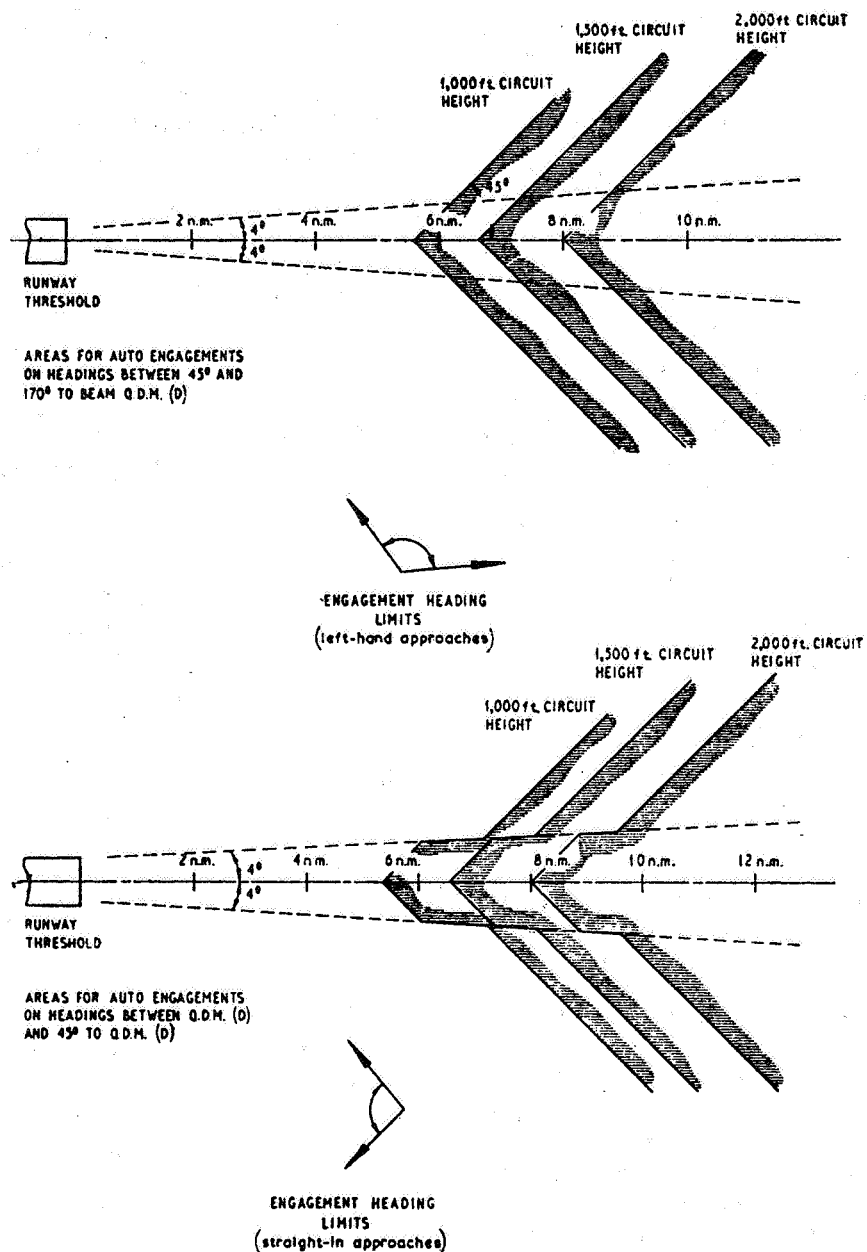 1,000 ft. CIRCUIT
HEIGHT
1,500 ft. CIRCUIT
HEIGHT
2,000 ft. CIRCUIT
HEIGHT
45°
2 n.m.
4 n.m.
6 n.m.
8 n.m.
10 n.m.
4°
4°
RUNWAY
THRESHOLD
AREAS FOR AUTO ENGAGEMENTS
ON HEADINGS BETWEEN 45° AND
170° TO BEAM Q.D.M. (D)
ENGAGEMENT HEADING
LIMITS
(left-hand approaches)
1,000 ft. CIRCUIT
HEIGHT
1,500 ft. CIRCUIT
HEIGHT
2,000 ft. CIRCUIT
HEIGHT
2 n.m.
4 n.m.
6 n.m.
8 n.m.
10 n.m.
12 n.m.
4°
4°
RUNWAY
THRESHOLD
AREAS FOR AUTO ENGAGEMENTS
ON HEADINGS BETWEEN Q.D.M. (D)
AND 45° TO Q.D.M. (D)
ENGAGEMENT HEADING
LIMITS
(straight-in approaches)